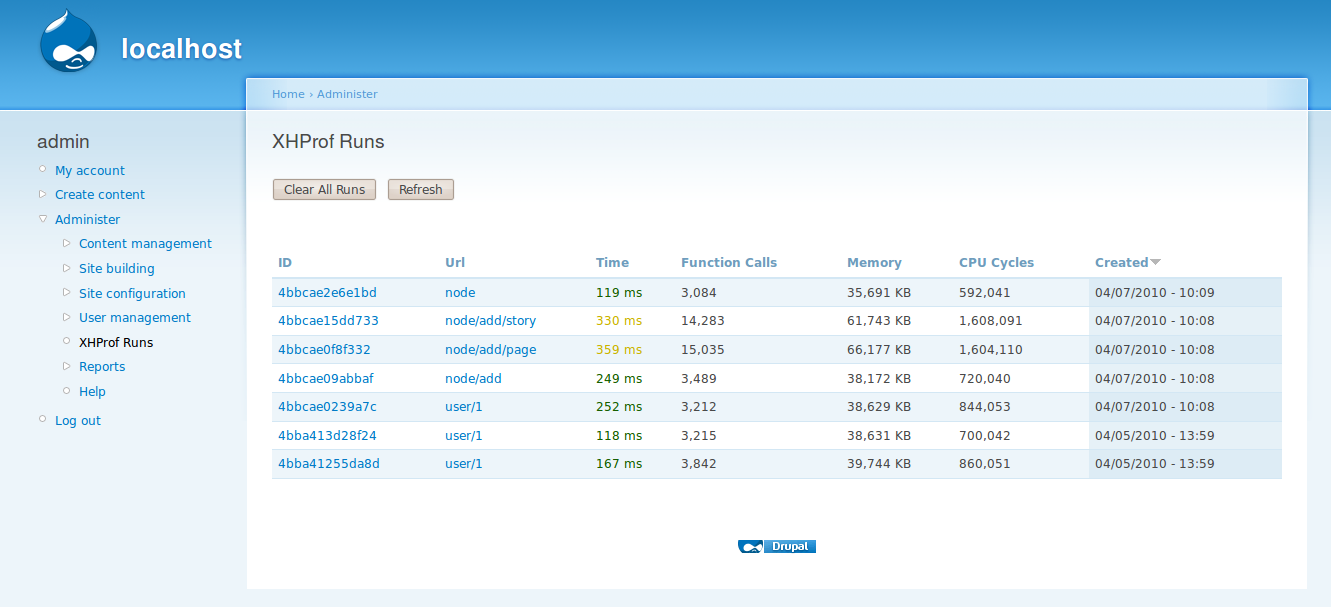 localhost
Home › Administer
admin
My account
Create content
Administer
Content management
Site building
Site configuration
User management
XHProf Runs
Reports
Help
Log out
XHProf Runs
Clear All Runs Refresh
ID Url Time Function Calls Memory CPU Cycles Created
4bbcae2e6e1bd node 119 ms 3,084 35,691 KB 592,041 04/07/2010 - 10:09
4bbcae15dd733 node/add/story 330 ms 14,283 61,743 KB 1,608,091 04/07/2010 - 10:08
4bbcae0f8f332 node/add/page 359 ms 15,035 66,177 KB 1,604,110 04/07/2010 - 10:08
4bbcae09abbaf node/add 249 ms 3,489 38,172 KB 720,040 04/07/2010 - 10:08
4bbcae0239a7c user/1 252 ms 3,212 38,629 KB 844,053 04/07/2010 - 10:08
4bba413d28f24 user/1 118 ms 3,215 38,631 KB 700,042 04/05/2010 - 13:59
4bba41255da8d user/1 167 ms 3,842 39,744 KB 860,051 04/05/2010 - 13:59
Drupal